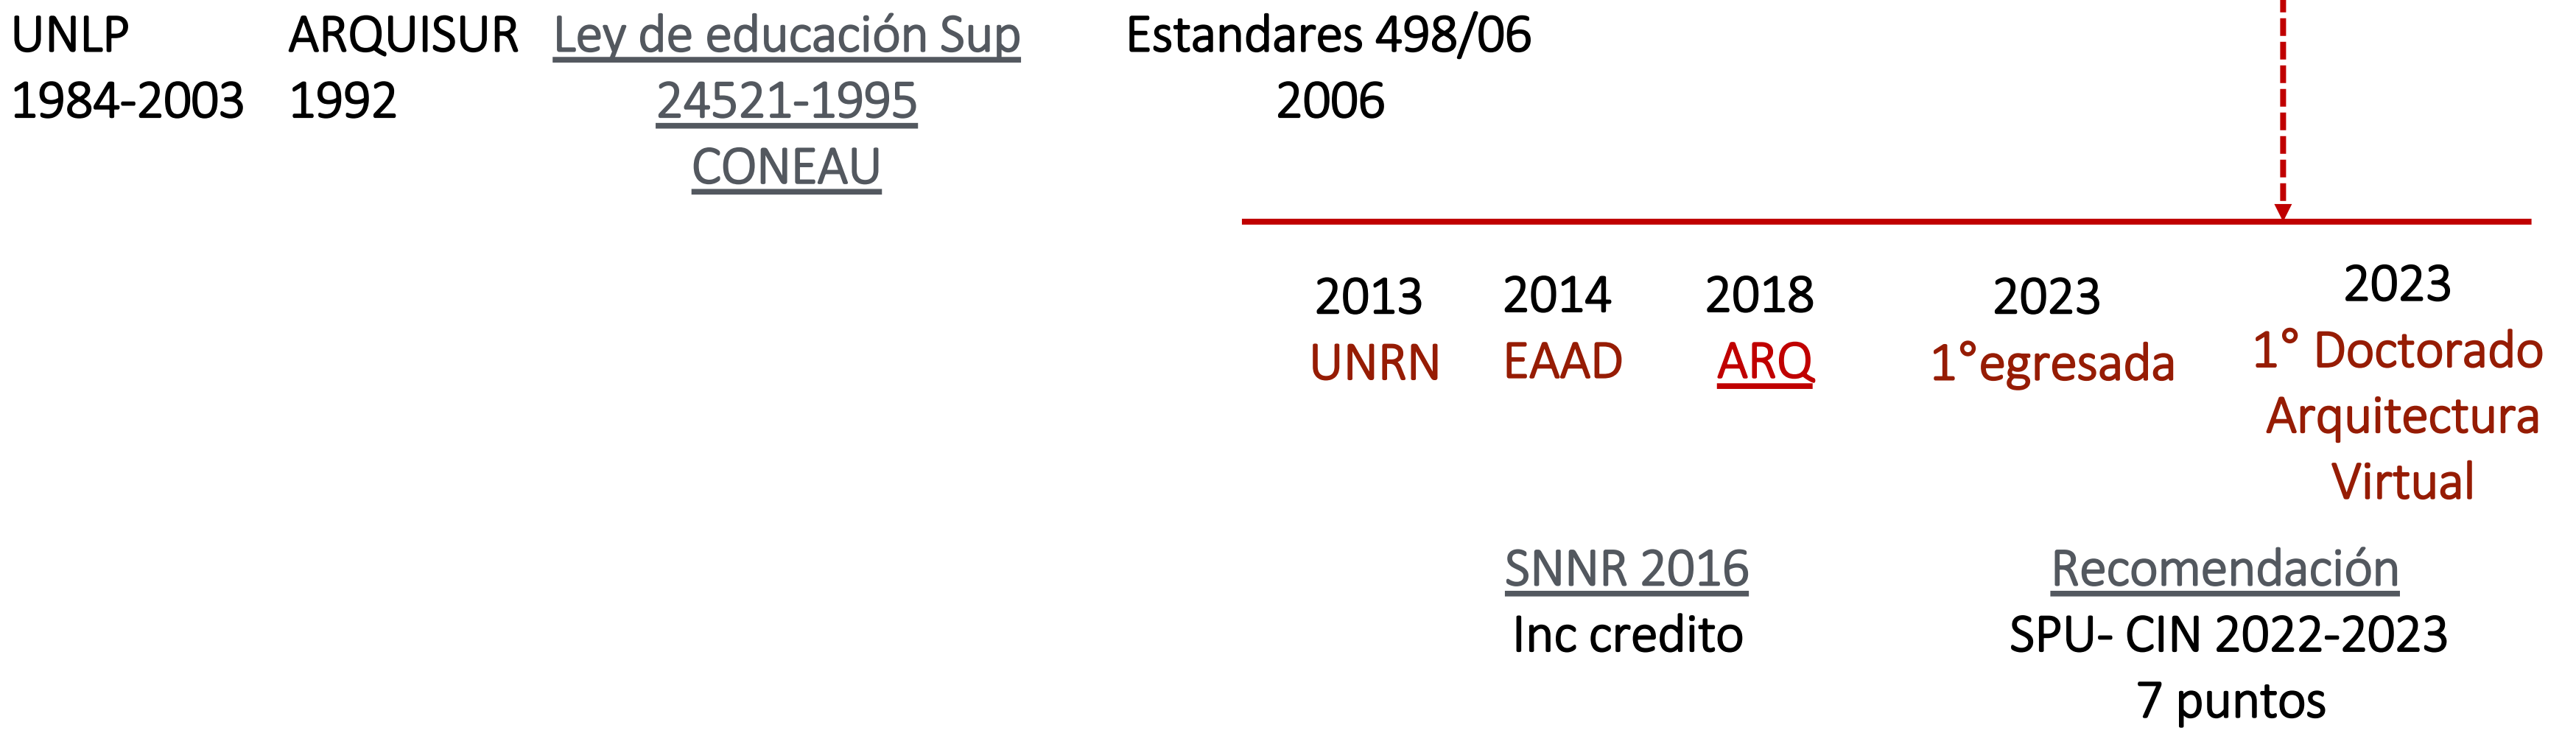 UNLP
1984-2003
ARQUISUR
1992
Ley de educación Sup
24521-1995
CONEAU
Estandares 498/06
2006
2013
UNRN
2014
EAAD
2018
ARQ
2023
1°egresada
2023
1° Doctorado
Arquitectura
Virtual
SNNR 2016
Inc credito
Recomendación
SPU- CIN 2022-2023
7 puntos